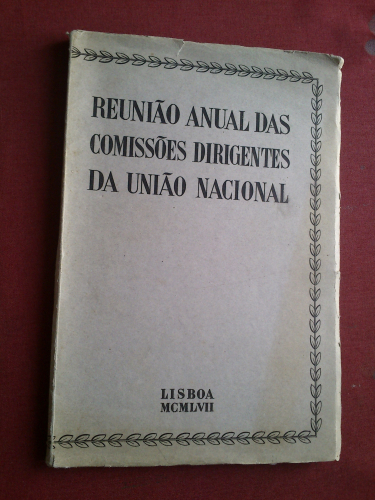 REUNIÃO ANUAL DAS
COMISSÕES DIRIGENTES
DA UNIÃO NACIONAL
LISBOA
MCMLVII